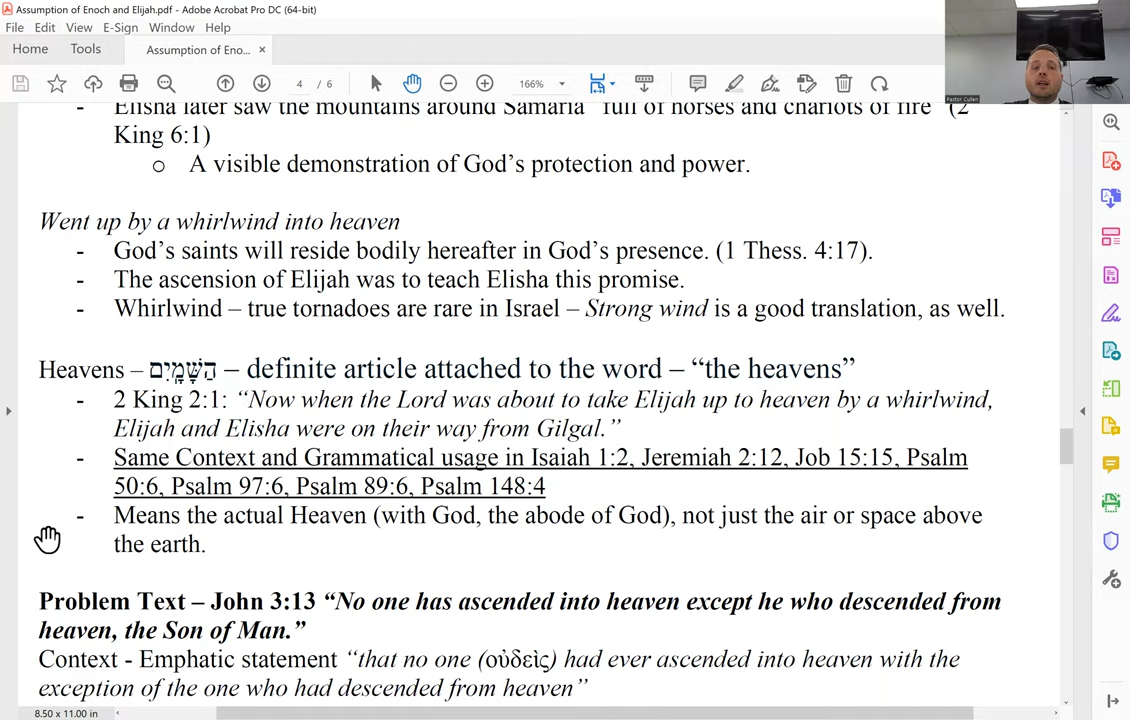 Assumption of Enoch and Elijah.pdf - Adobe Acrobat Pro DC (64-bit)
File Edit View E-Sign Window Help
Home Tools Assumption of Eno... ×
4 / 6 166%
Pastor Cullen
- Elisha later saw the mountains around Samaria "full of horses and chariots of fire" (2
King 6:1)
o A visible demonstration of God's protection and power.
Went up by a whirlwind into heaven
- God's saints will reside bodily hereafter in God's presence. (1 Thess. 4:17).
- The ascension of Elijah was to teach Elisha this promise.
- Whirlwind – true tornadoes are rare in Israel – Strong wind is a good translation, as well.
Heavens – הַשָּׁמָיִם – definite article attached to the word – “the heavens”
- 2 King 2:1: “Now when the Lord was about to take Elijah up to heaven by a whirlwind,
Elijah and Elisha were on their way from Gilgal.”
- Same Context and Grammatical usage in Isaiah 1:2, Jeremiah 2:12, Job 15:15, Psalm
50:6, Psalm 97:6, Psalm 89:6, Psalm 148:4
- Means the actual Heaven (with God, the abode of God), not just the air or space above
the earth.
Problem Text – John 3:13 “No one has ascended into heaven except he who descended from
heaven, the Son of Man.”
Context - Emphatic statement “that no one (οὐδεὶς) had ever ascended into heaven with the
exception of the one who had descended from heaven”
8.50 x 11.00 in